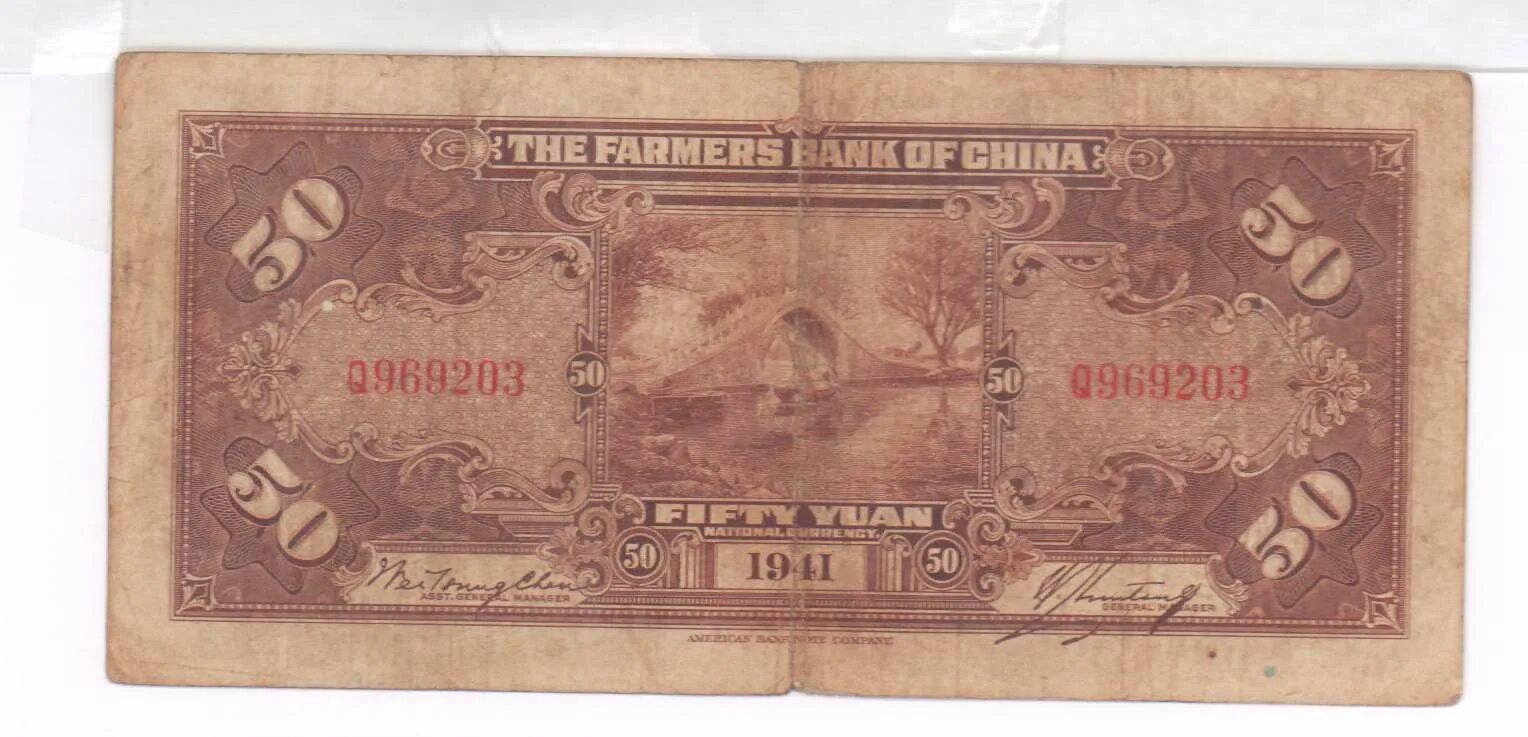 THE FARMERS BANK OF CHINA
50 50
Q969203 50 50 Q969203
50 50
FIFTY YUAN
NATIONAL CURRENCY
50 1941 50
ASST. GENERAL MANAGER
GENERAL MANAGER
AMERICAN BANK NOTE COMPANY.